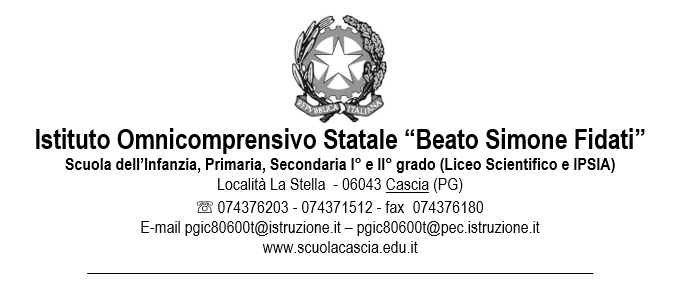 REPVBBLICA ITALIANA
Istituto Omnicomprensivo Statale “Beato Simone Fidati”
Scuola dell’Infanzia, Primaria, Secondaria I° e II° grado (Liceo Scientifico e IPSIA)
Località La Stella - 06043 Cascia (PG)
☏ 074376203 - 074371512 - fax 074376180
E-mail pgic80600t@istruzione.it – pgic80600t@pec.istruzione.it
www.scuolacascia.edu.it